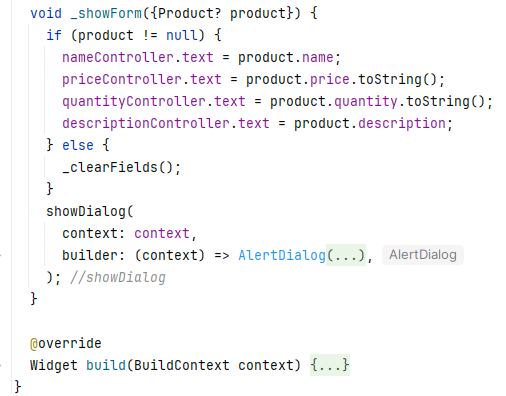 void _showForm({Product? product}) {
if (product != null) {
nameController.text = product.name;
priceController.text = product.price.toString();
quantityController.text = product.quantity.toString();
descriptionController.text = product.description;
} else {
_clearFields();
}
showDialog(
context: context,
builder: (context) => AlertDialog(...), AlertDialog
); //showDialog
}
@override
Widget build(BuildContext context) {...}
}